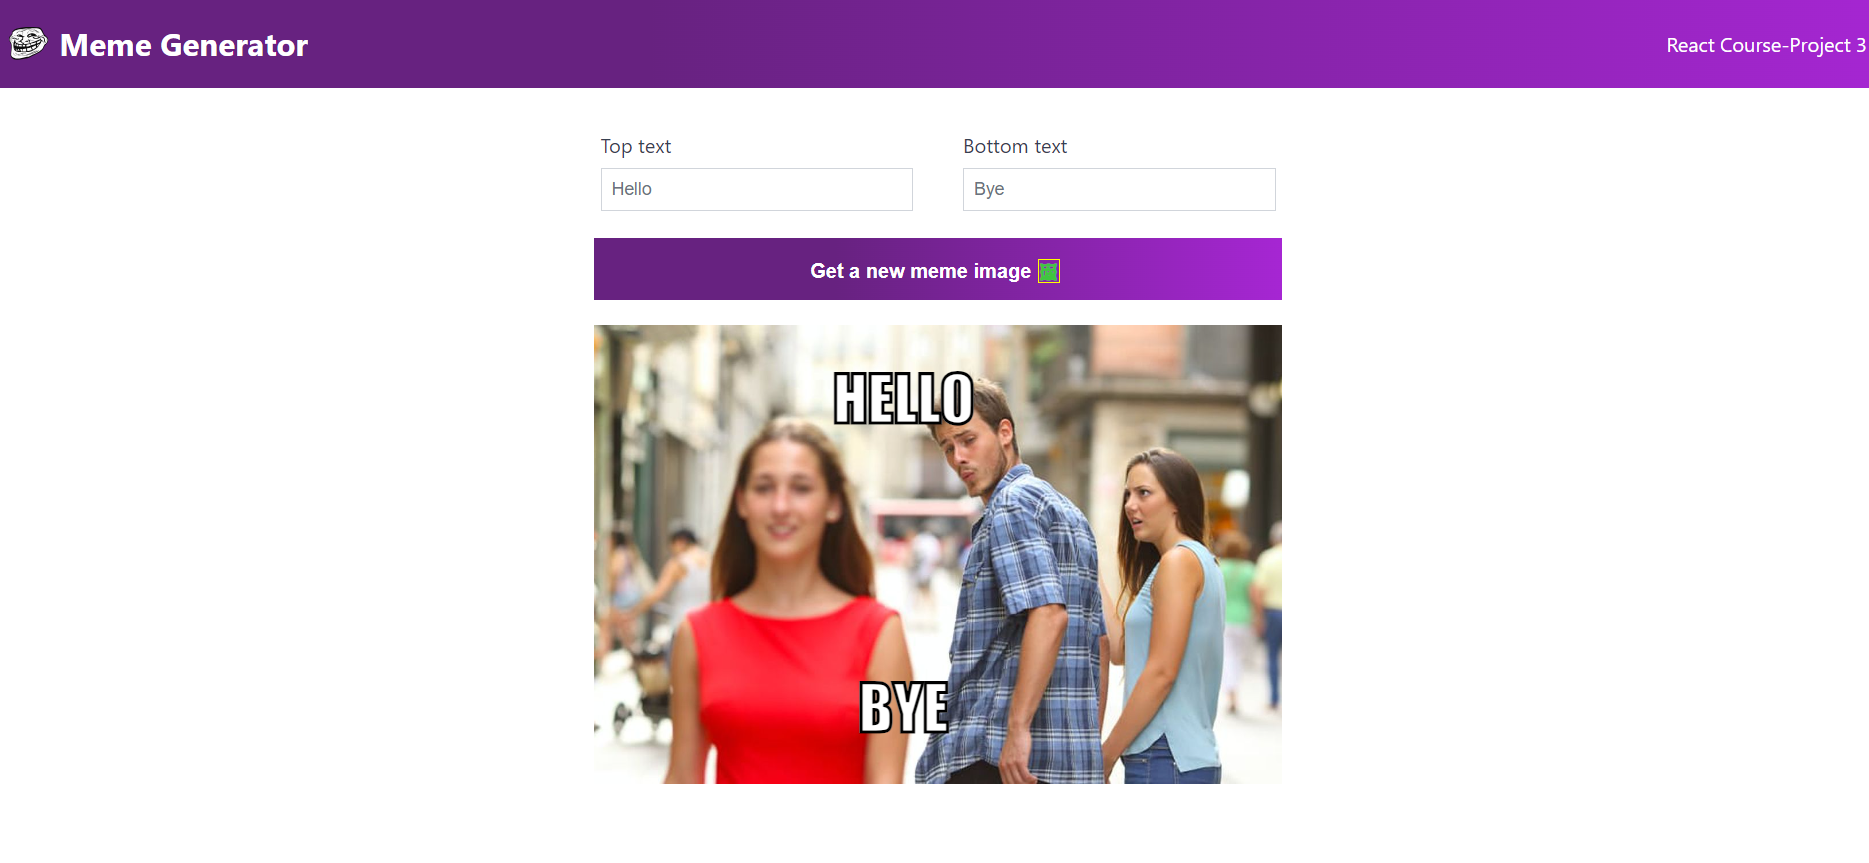 Meme Generator
React Course-Project 3
Top text
Bottom text
Hello
Bye
Get a new meme image
HELLO
BYE